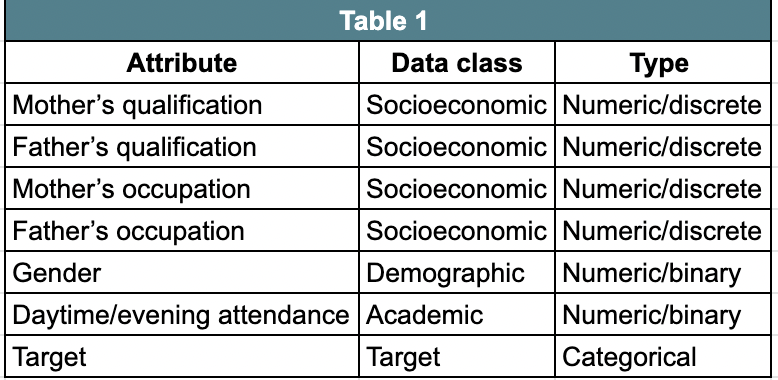 Table 1
Attribute Data class Type
Mother’s qualification Socioeconomic Numeric/discrete
Father’s qualification Socioeconomic Numeric/discrete
Mother’s occupation Socioeconomic Numeric/discrete
Father’s occupation Socioeconomic Numeric/discrete
Gender Demographic Numeric/binary
Daytime/evening attendance Academic Numeric/binary
Target Target Categorical